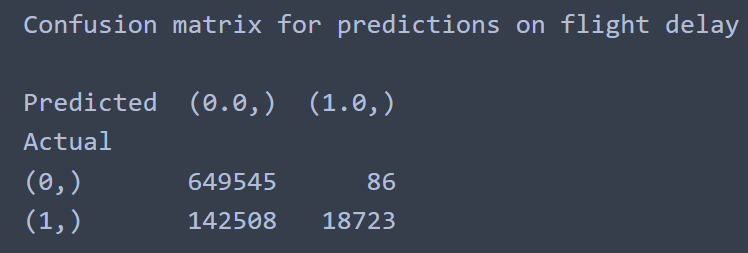 Confusion matrix for predictions on flight delay
Predicted (0.0,) (1.0,)
Actual
(0,) 649545 86
(1,) 142508 18723